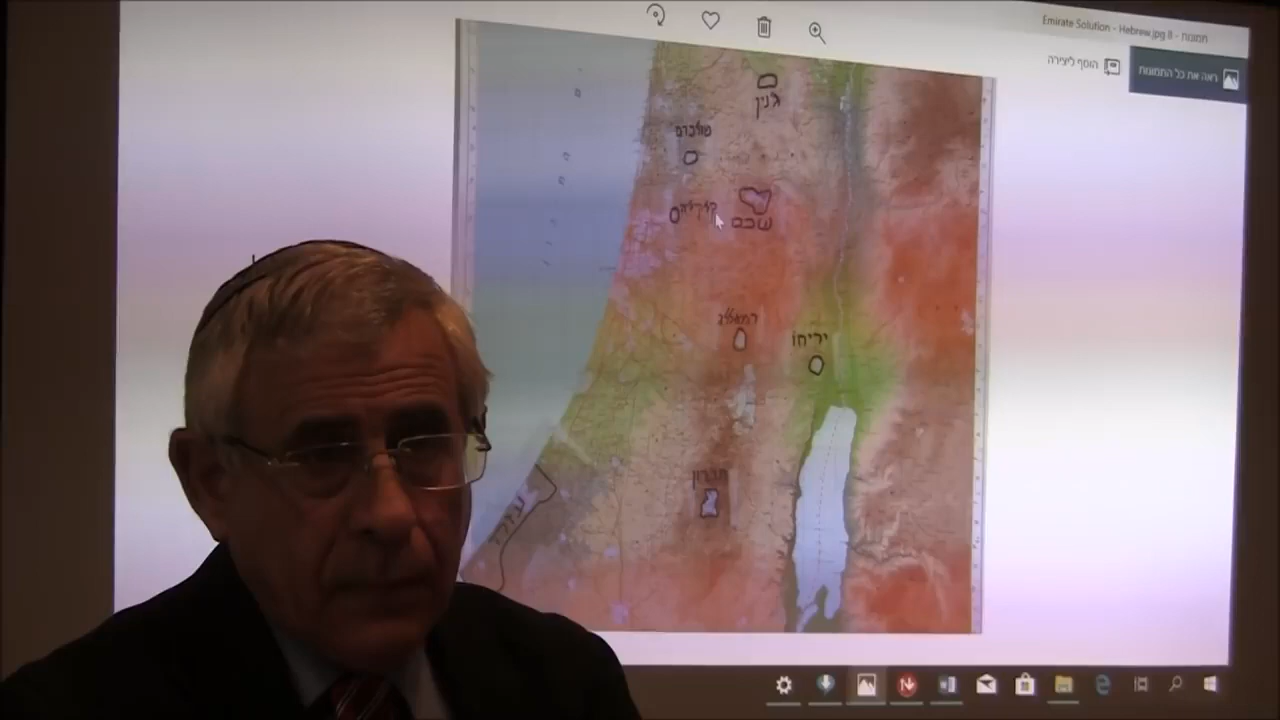 תמונות - Emirate Solution - Hebrew.jpg 8
הוסף ליצירה
ראה את כל התמונות
ג'נין
טולכרם
קלקיליה
שכם
רמאללה
יריחו
חברון
עזה